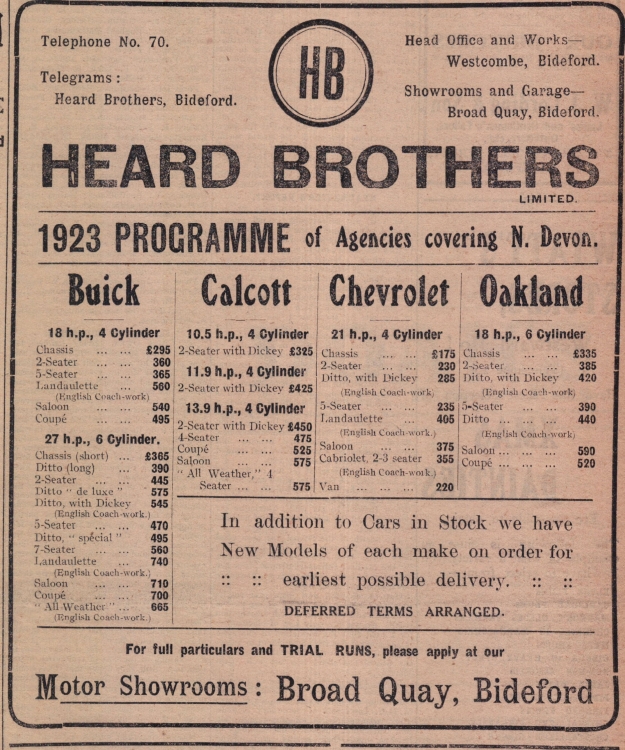 Telephone No. 70.
Telegrams :
Heard Brothers, Bideford.
HB
Head Office and Works—
Westcombe, Bideford.
Showrooms and Garage—
Broad Quay, Bideford.
HEARD BROTHERS
LIMITED.
1923 PROGRAMME of Agencies covering N. Devon.
Buick
18 h.p., 4 Cylinder
Chassis ... ... £295
2-Seater ... ... 360
5-Seater ... ... 365
Landaulette ... 560
(English Coach-work)
Saloon ... ... 540
Coupé ... ... 495
27 h.p., 6 Cylinder.
Chassis (short) ... £365
Ditto (long) ... 390
2-Seater ... ... 445
Ditto " de luxe " ... 575
Ditto, with Dickey 545
(English Coach-work.)
5-Seater ... ... 470
Ditto, " special " 495
7-Seater ... ... 560
Landaulette ... 740
(English Coach-work.)
Saloon ... ... 710
Coupé ... ... 700
" All Weather " ... 665
(English Coach-work.)
Calcott
10.5 h.p., 4 Cylinder
2-Seater with Dickey £325
11.9 h.p., 4 Cylinder
2-Seater with Dickey £425
13.9 h.p., 4 Cylinder
2-Seater with Dickey £450
4-Seater ... ... 475
Coupé ... ... 525
Saloon ... ... 575
" All Weather," 4
Seater ... ... 575
Chevrolet
21 h.p., 4 Cylinder
Chassis ... ... £175
2-Seater ... ... 230
Ditto, with Dickey 285
(English Coach-work)
5-Seater ... ... 235
Landaulette ... 405
(English Coach-work.)
Saloon ... ... 375
Cabriolet, 2-3 seater 355
(English Coach-work.)
Van ... ... 220
Oakland
18 h.p., 6 Cylinder
Chassis ... ... £335
2-Seater ... ... 385
Ditto, with Dickey 420
(English Coach-work)
5-Seater ... ... 390
Ditto ... ... 440
(English Coach-work)
Saloon ... ... 590
Coupé ... ... 520
In addition to Cars in Stock we have
New Models of each make on order for
:: :: earliest possible delivery. :: ::
DEFERRED TERMS ARRANGED.
For full particulars and TRIAL RUNS, please apply at our
Motor Showrooms : Broad Quay, Bideford